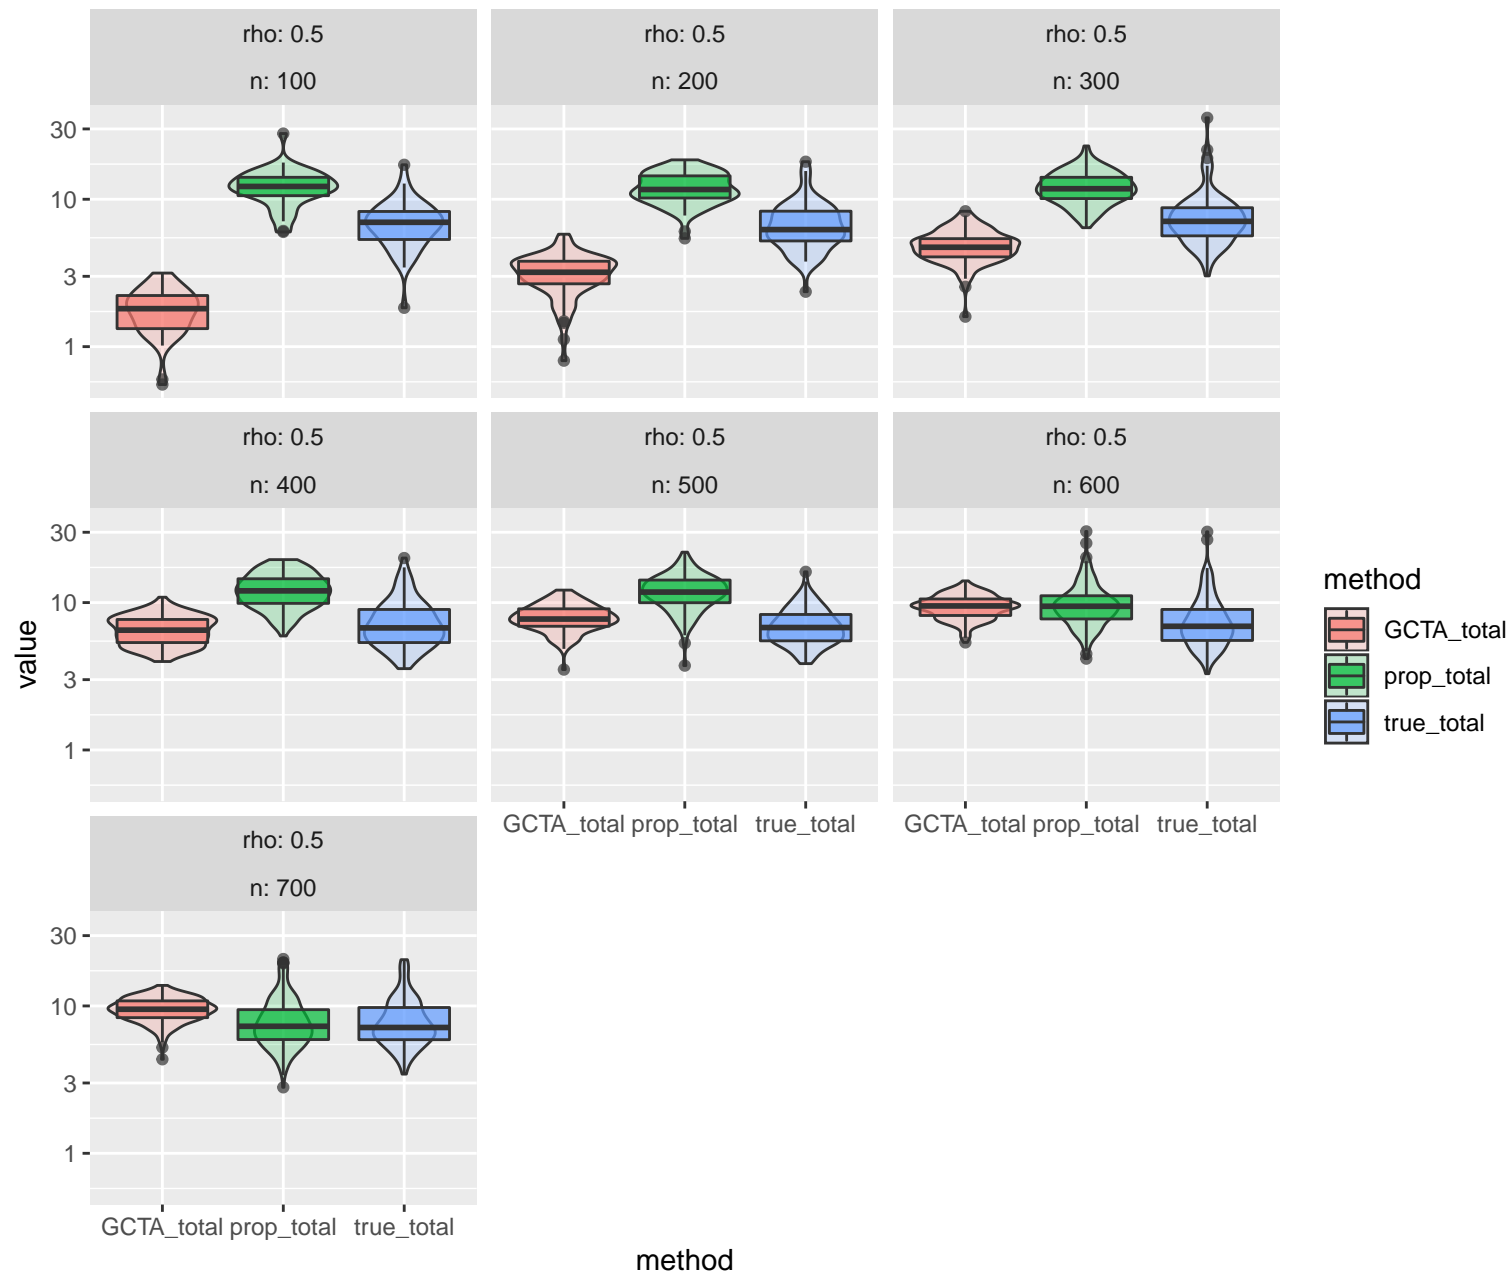 rho: 0.5
rho: 0.5
rho: 0.5
n: 100
n: 200
n: 300
30
10
3
1
rho: 0.5
rho: 0.5
rho: 0.5
n: 400
n: 500
n: 600
30
10
3
1
value
GCTA_total prop_total true_total
GCTA_total prop_total true_total
rho: 0.5
n: 700
30
10
3
1
GCTA_total prop_total true_total
method
method
GCTA_total
prop_total
true_total